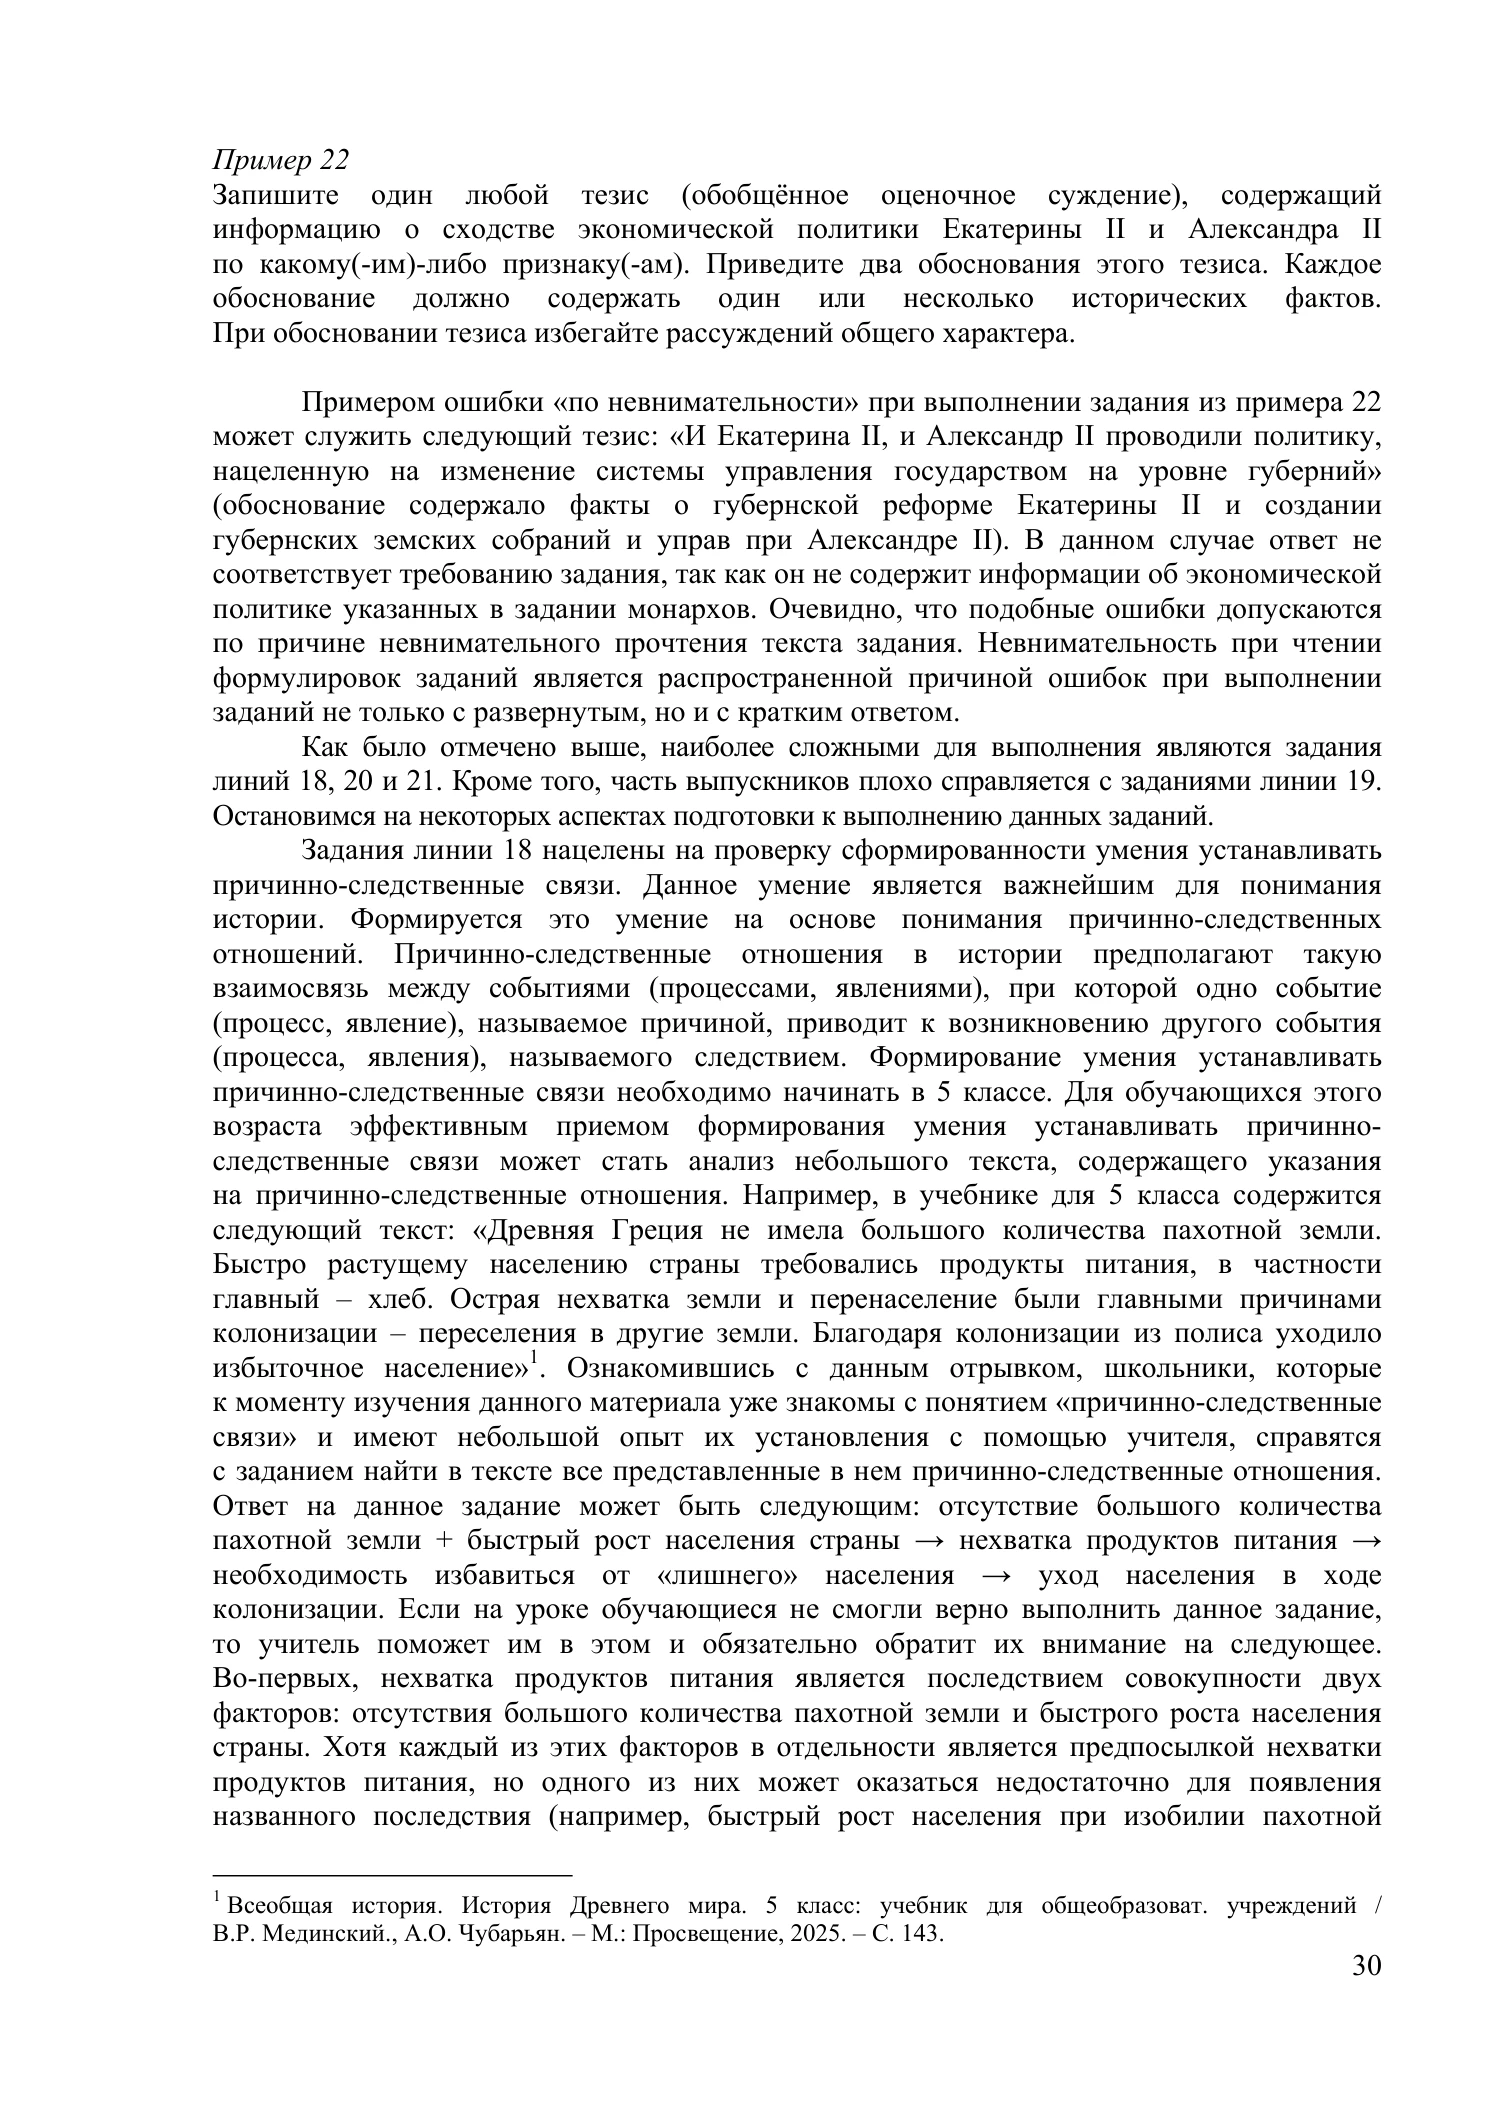 Пример 22
Запишите один любой тезис (обобщённое оценочное суждение), содержащий
информацию о сходстве экономической политики Екатерины II и Александра II
по какому(-им)-либо признаку(-ам). Приведите два обоснования этого тезиса. Каждое
обоснование должно содержать один или несколько исторических фактов.
При обосновании тезиса избегайте рассуждений общего характера.
Примером ошибки «по невнимательности» при выполнении задания из примера 22
может служить следующий тезис: «И Екатерина II, и Александр II проводили политику,
нацеленную на изменение системы управления государством на уровне губерний»
(обоснование содержало факты о губернской реформе Екатерины II и создании
губернских земских собраний и управ при Александре II). В данном случае ответ не
соответствует требованию задания, так как он не содержит информации об экономической
политике указанных в задании монархов. Очевидно, что подобные ошибки допускаются
по причине невнимательного прочтения текста задания. Невнимательность при чтении
формулировок заданий является распространенной причиной ошибок при выполнении
заданий не только с развернутым, но и с кратким ответом.
Как было отмечено выше, наиболее сложными для выполнения являются задания
линий 18, 20 и 21. Кроме того, часть выпускников плохо справляется с заданиями линии 19.
Остановимся на некоторых аспектах подготовки к выполнению данных заданий.
Задания линии 18 нацелены на проверку сформированности умения устанавливать
причинно-следственные связи. Данное умение является важнейшим для понимания
истории. Формируется это умение на основе понимания причинно-следственных
отношений. Причинно-следственные отношения в истории предполагают такую
взаимосвязь между событиями (процессами, явлениями), при которой одно событие
(процесс, явление), называемое причиной, приводит к возникновению другого события
(процесса, явления), называемого следствием. Формирование умения устанавливать
причинно-следственные связи необходимо начинать в 5 классе. Для обучающихся этого
возраста эффективным приемом формирования умения устанавливать причинно-
следственные связи может стать анализ небольшого текста, содержащего указания
на причинно-следственные отношения. Например, в учебнике для 5 класса содержится
следующий текст: «Древняя Греция не имела большого количества пахотной земли.
Быстро растущему населению страны требовались продукты питания, в частности
главный – хлеб. Острая нехватка земли и перенаселение были главными причинами
колонизации – переселения в другие земли. Благодаря колонизации из полиса уходило
избыточное население»¹. Ознакомившись с данным отрывком, школьники, которые
к моменту изучения данного материала уже знакомы с понятием «причинно-следственные
связи» и имеют небольшой опыт их установления с помощью учителя, справятся
с заданием найти в тексте все представленные в нем причинно-следственные отношения.
Ответ на данное задание может быть следующим: отсутствие большого количества
пахотной земли + быстрый рост населения страны → нехватка продуктов питания →
необходимость избавиться от «лишнего» населения → уход населения в ходе
колонизации. Если на уроке обучающиеся не смогли верно выполнить данное задание,
то учитель поможет им в этом и обязательно обратит их внимание на следующее.
Во-первых, нехватка продуктов питания является последствием совокупности двух
факторов: отсутствия большого количества пахотной земли и быстрого роста населения
страны. Хотя каждый из этих факторов в отдельности является предпосылкой нехватки
продуктов питания, но одного из них может оказаться недостаточно для появления
названного последствия (например, быстрый рост населения при изобилии пахотной
¹ Всеобщая история. История Древнего мира. 5 класс: учебник для общеобразоват. учреждений /
В.Р. Мединский., А.О. Чубарьян. – М.: Просвещение, 2025. – С. 143.
30